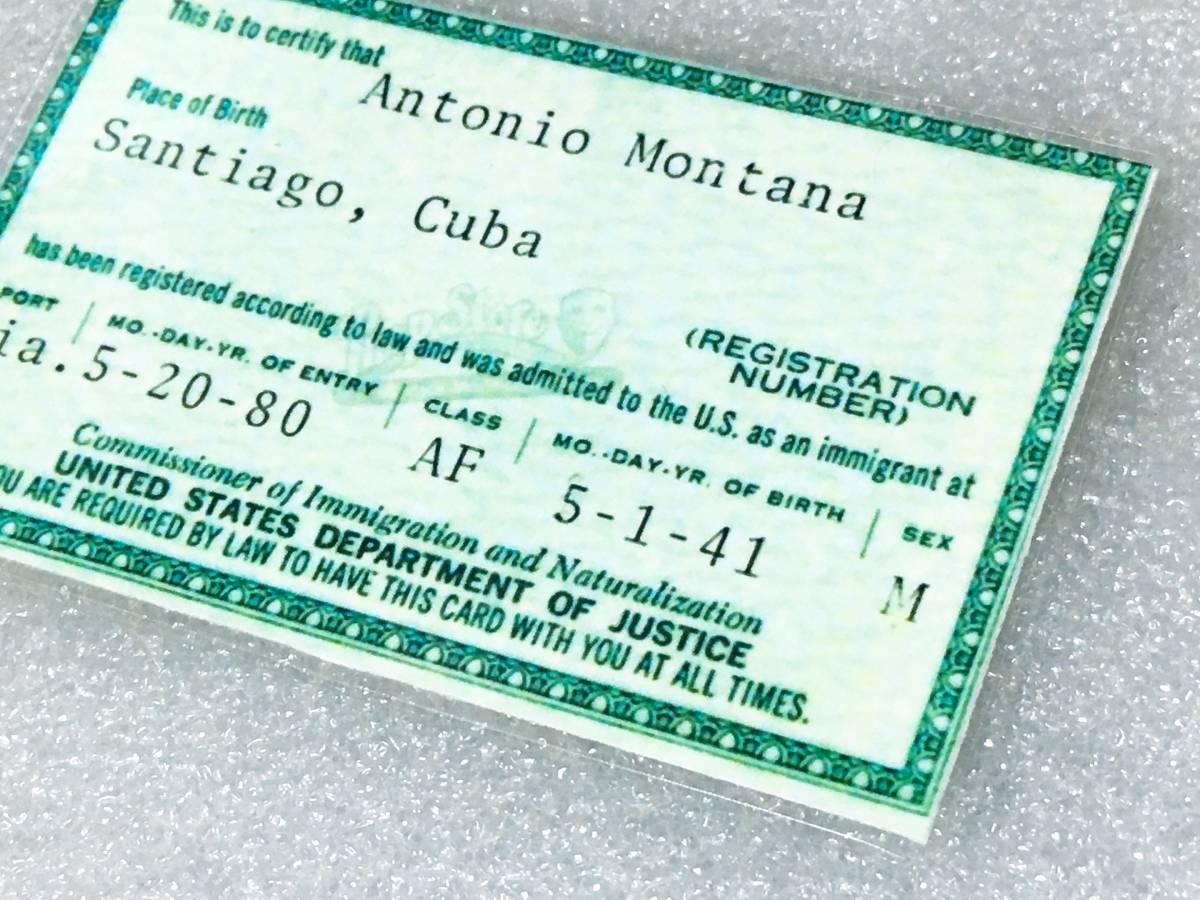 This is to certify that
Antonio Montana
Place of Birth
Santiago, Cuba
(REGISTRATION
NUMBER)
has been registered according to law and was admitted to the U.S. as an immigrant at
PORT MO.-DAY-YR. OF ENTRY CLASS MO.-DAY-YR. OF BIRTH SEX
ia. 5-20-80 AF 5-1-41 M
Commissioner of Immigration and Naturalization
UNITED STATES DEPARTMENT OF JUSTICE
YOU ARE REQUIRED BY LAW TO HAVE THIS CARD WITH YOU AT ALL TIMES.